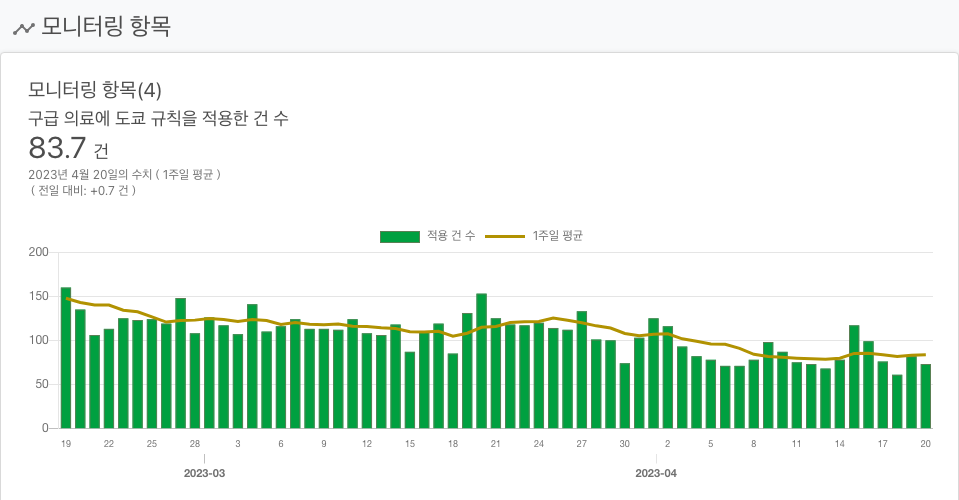 모니터링 항목
모니터링 항목(4)
구급 의료에 도쿄 규칙을 적용한 건 수
83.7 건
2023년 4월 20일의 수치 ( 1주일 평균 )
( 전일 대비: +0.7 건 )
적용 건 수 1주일 평균
200
150
100
50
0
19 22 25 28 3 6 9 12 15 18 21 24 27 30 2 5 8 11 14 17 20
2023-03 2023-04